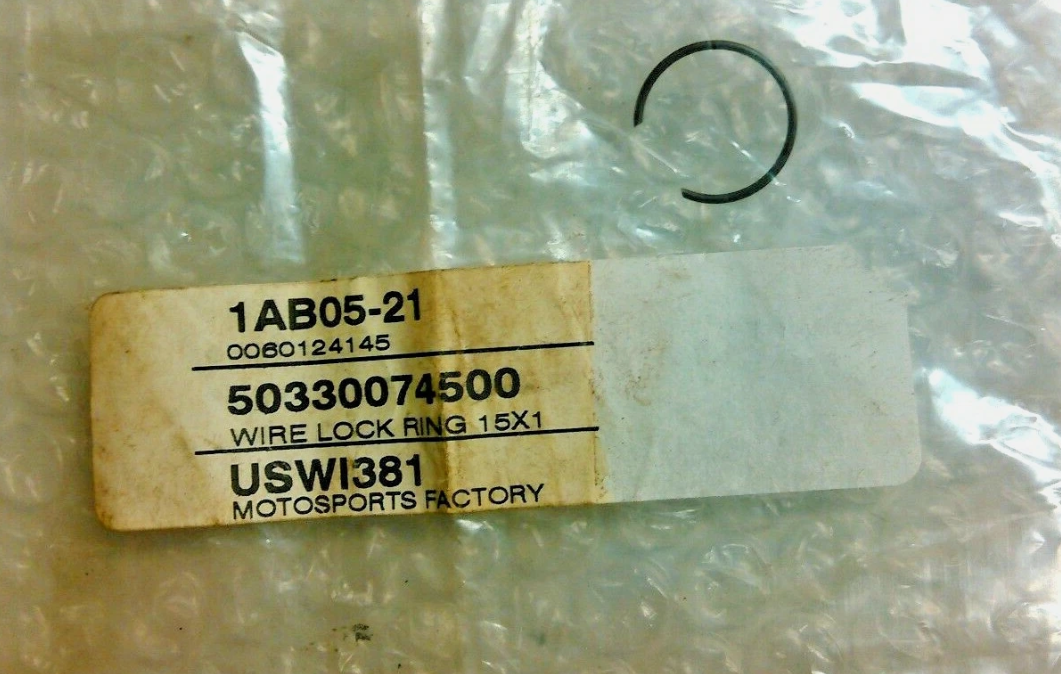 1AB05-21
0060124145
50330074500
WIRE LOCK RING 15X1
USWI381
MOTOSPORTS FACTORY